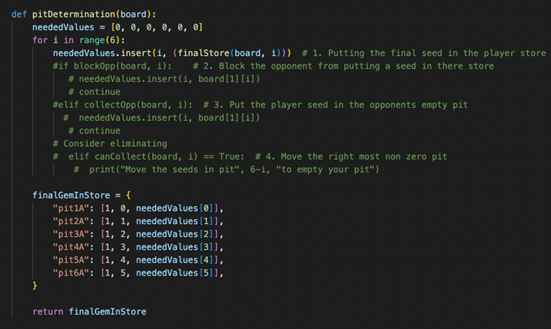 def pitDetermination(board):
    neededValues = [0, 0, 0, 0, 0, 0]
    for i in range(6):
        neededValues.insert(i, (finalStore(board, i)))  # 1. Putting the final seed in the player store
        #if blockOpp(board, i):    # 2. Block the opponent from putting a seed in there store
           # neededValues.insert(i, board[1][i])
           # continue
        #elif collectOpp(board, i):  # 3. Put the player seed in the opponents empty pit
          #  neededValues.insert(i, board[1][i])
           # continue
        # Consider eliminating
        #  elif canCollect(board, i) == True:  # 4. Move the right most non zero pit
            #  print("Move the seeds in pit", 6-i, "to empty your pit")
    finalGemInStore = {
        "pit1A": [1, 0, neededValues[0]],
        "pit2A": [1, 1, neededValues[1]],
        "pit3A": [1, 2, neededValues[2]],
        "pit4A": [1, 3, neededValues[3]],
        "pit5A": [1, 4, neededValues[4]],
        "pit6A": [1, 5, neededValues[5]],
    }
    return finalGemInStore